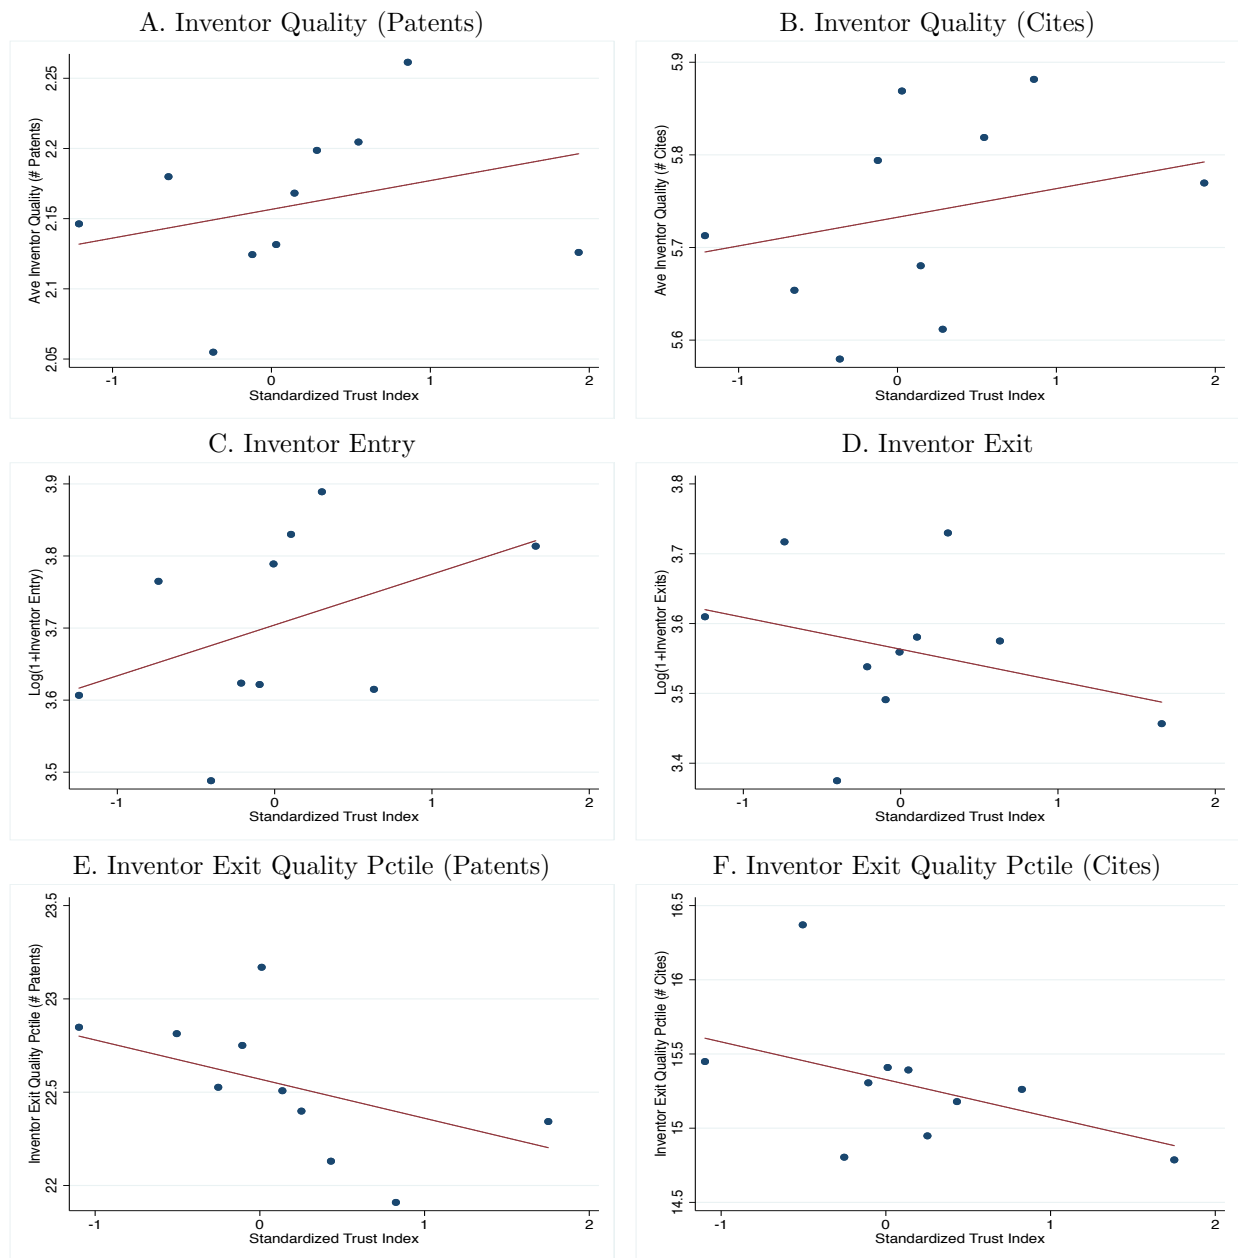 A. Inventor Quality (Patents)
Ave Inventor Quality (# Patents)
2.25
2.2
2.15
2.1
2.05
-1 0 1 2
Standardized Trust Index
B. Inventor Quality (Cites)
Ave Inventor Quality (# Cites)
5.9
5.8
5.7
5.6
-1 0 1 2
Standardized Trust Index
C. Inventor Entry
Log(1+Inventor Entry)
3.9
3.8
3.7
3.6
3.5
-1 0 1 2
Standardized Trust Index
D. Inventor Exit
Log(1+Inventor Exits)
3.8
3.7
3.6
3.5
3.4
-1 0 1 2
Standardized Trust Index
E. Inventor Exit Quality Pctile (Patents)
Inventor Exit Quality Pctile (# Patents)
23.5
23
22.5
22
-1 0 1 2
Standardized Trust Index
F. Inventor Exit Quality Pctile (Cites)
Inventor Exit Quality Pctile (# Cites)
16.5
16
15.5
15
14.5
-1 0 1 2
Standardized Trust Index